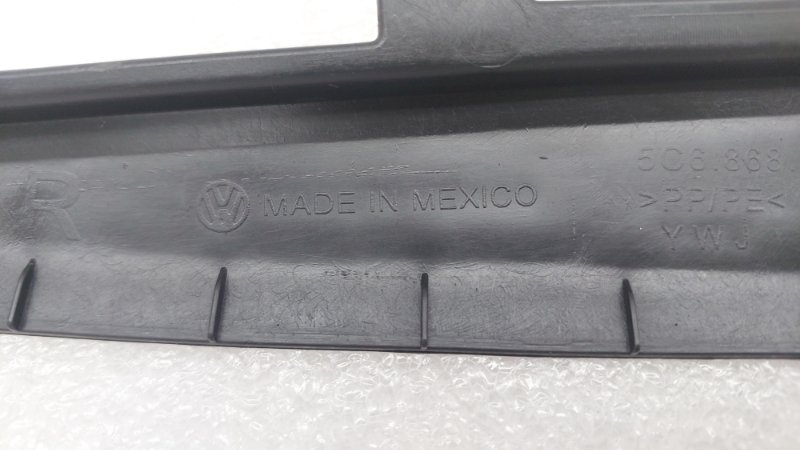 R
VW MADE IN MEXICO
5C6 868
>PP/PE<
YWJ